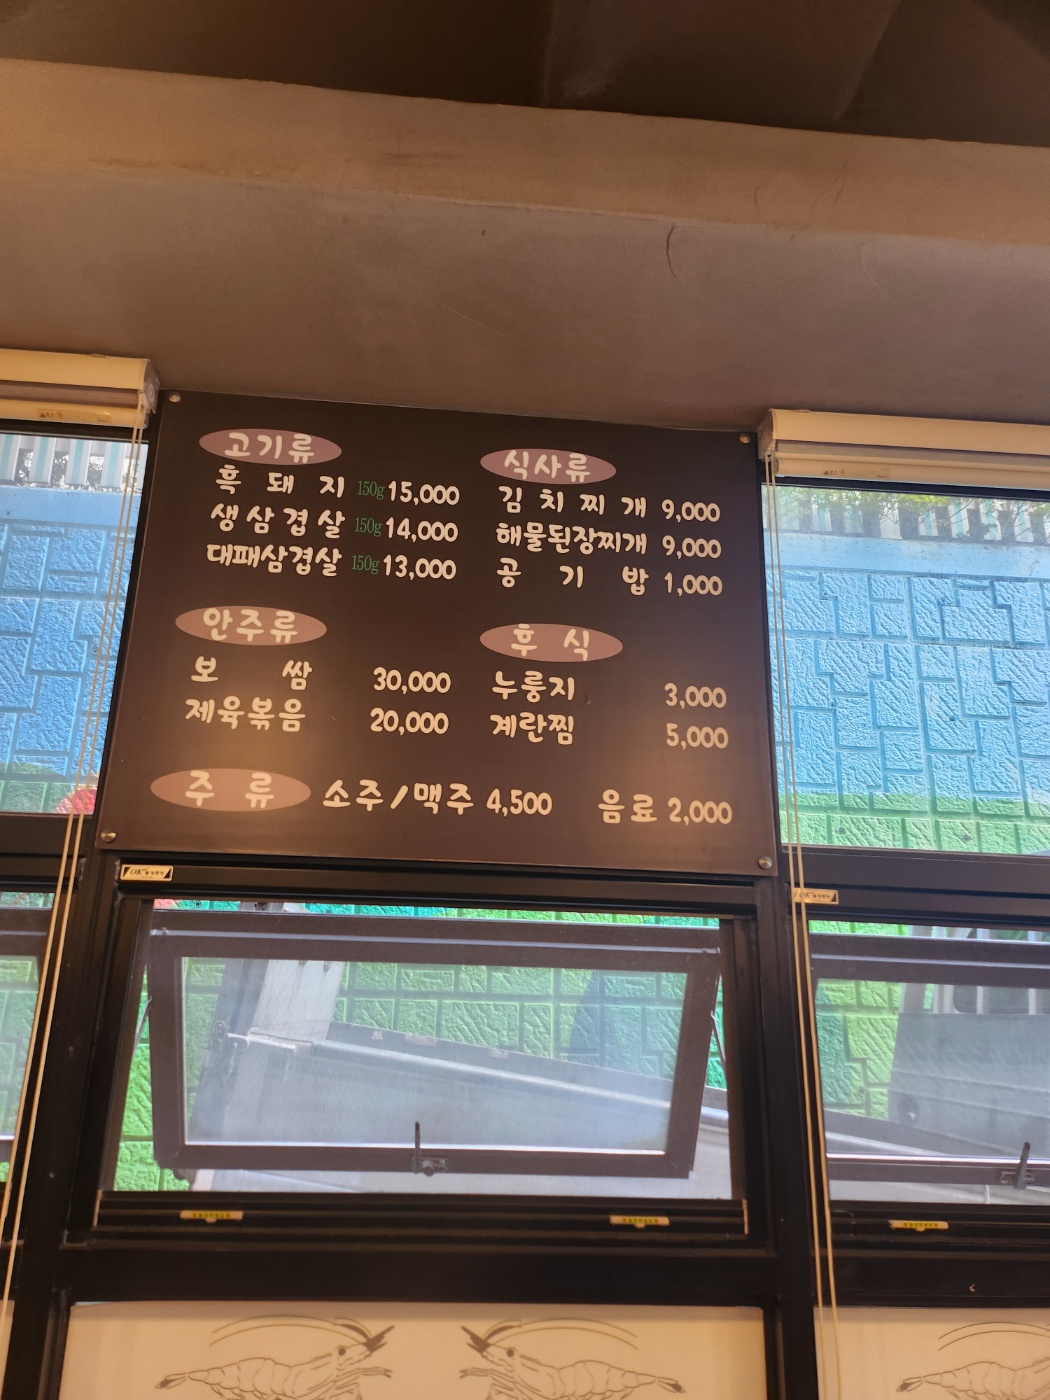 고기류
흑 돼 지 150g 15,000
생삼겹살 150g 14,000
대패삼겹살 150g 13,000
식사류
김 치 찌 개 9,000
해물된장찌개 9,000
공 기 밥 1,000
안주류
보 쌈 30,000
제육볶음 20,000
후 식
누룽지 3,000
계란찜 5,000
주 류 소주/맥주 4,500 음료 2,000
OK